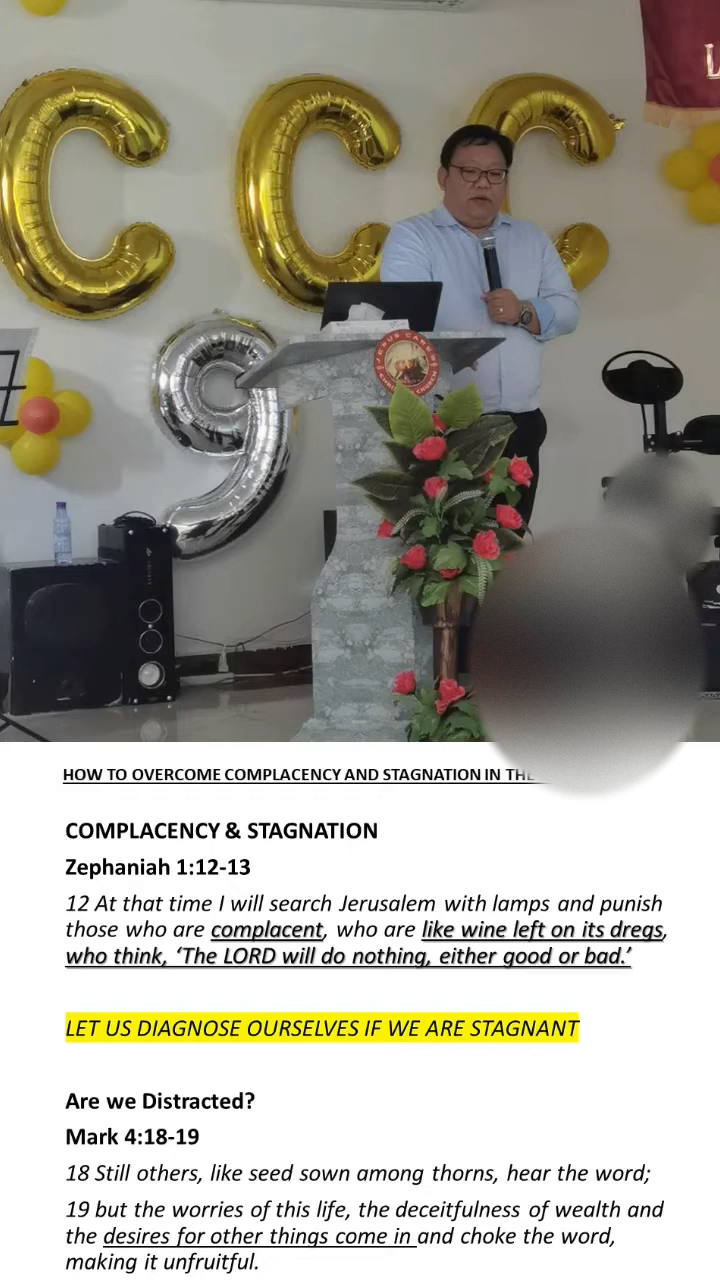 L
C C C
JESUS CARES
9
HOW TO OVERCOME COMPLACENCY AND STAGNATION IN THE
COMPLACENCY & STAGNATION
Zephaniah 1:12-13
12 At that time I will search Jerusalem with lamps and punish
those who are complacent, who are like wine left on its dregs,
who think, ‘The LORD will do nothing, either good or bad.’
LET US DIAGNOSE OURSELVES IF WE ARE STAGNANT
Are we Distracted?
Mark 4:18-19
18 Still others, like seed sown among thorns, hear the word;
19 but the worries of this life, the deceitfulness of wealth and
the desires for other things come in and choke the word,
making it unfruitful.